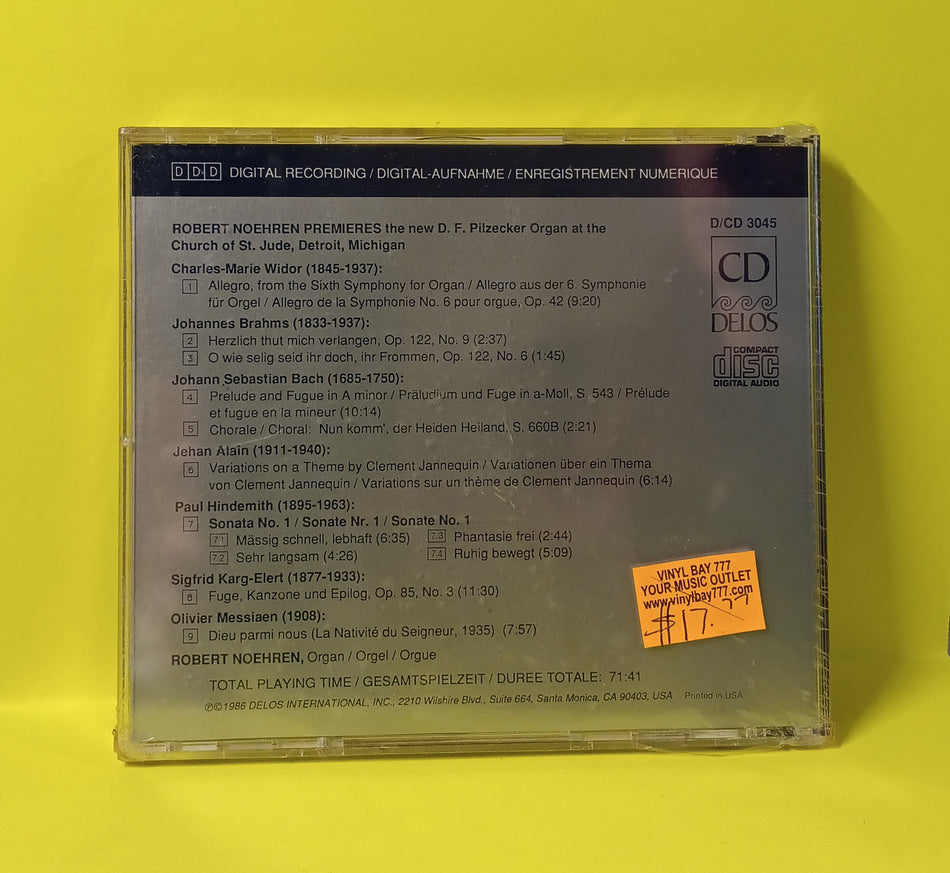 DDD DIGITAL RECORDING / DIGITAL-AUFNAHME / ENREGISTREMENT NUMERIQUE
ROBERT NOEHREN PREMIERES the new D. F. Pilzecker Organ at the
Church of St. Jude, Detroit, Michigan
D/CD 3045
CD
DELOS
COMPACT
disc
DIGITAL AUDIO
Charles-Marie Widor (1845-1937):
1 Allegro, from the Sixth Symphony for Organ / Allegro aus der 6. Symphonie
für Orgel / Allegro de la Symphonie No. 6 pour orgue, Op. 42 (9:20)
Johannes Brahms (1833-1937):
2 Herzlich thut mich verlangen, Op. 122, No. 9 (2:37)
3 O wie selig seid ihr doch, ihr Frommen, Op. 122, No. 6 (1:45)
Johann Sebastian Bach (1685-1750):
4 Prelude and Fugue in A minor / Präludium und Fuge in a-Moll, S. 543 / Prélude
et fugue en la mineur (10:14)
5 Chorale / Choral: Nun komm', der Heiden Heiland, S. 660B (2:21)
Jehan Alain (1911-1940):
6 Variations on a Theme by Clement Jannequin / Variationen über ein Thema
von Clement Jannequin / Variations sur un thème de Clement Jannequin (6:14)
Paul Hindemith (1895-1963):
7 Sonata No. 1 / Sonate Nr. 1 / Sonate No. 1
7.1 Mässig schnell, lebhaft (6:35) 7.3 Phantasie frei (2:44)
7.2 Sehr langsam (4:26) 7.4 Ruhig bewegt (5:09)
Sigfrid Karg-Elert (1877-1933):
8 Fuge, Kanzone und Epilog, Op. 85, No. 3 (11:30)
Olivier Messiaen (1908):
9 Dieu parmi nous (La Nativité du Seigneur, 1935) (7:57)
ROBERT NOEHREN, Organ / Orgel / Orgue
TOTAL PLAYING TIME / GESAMTSPIELZEIT / DUREE TOTALE: 71:41
℗©1986 DELOS INTERNATIONAL, INC., 2210 Wilshire Blvd., Suite 664, Santa Monica, CA 90403, USA Printed in USA
VINYL BAY 777
YOUR MUSIC OUTLET
www.vinylbay777.com
$17.77